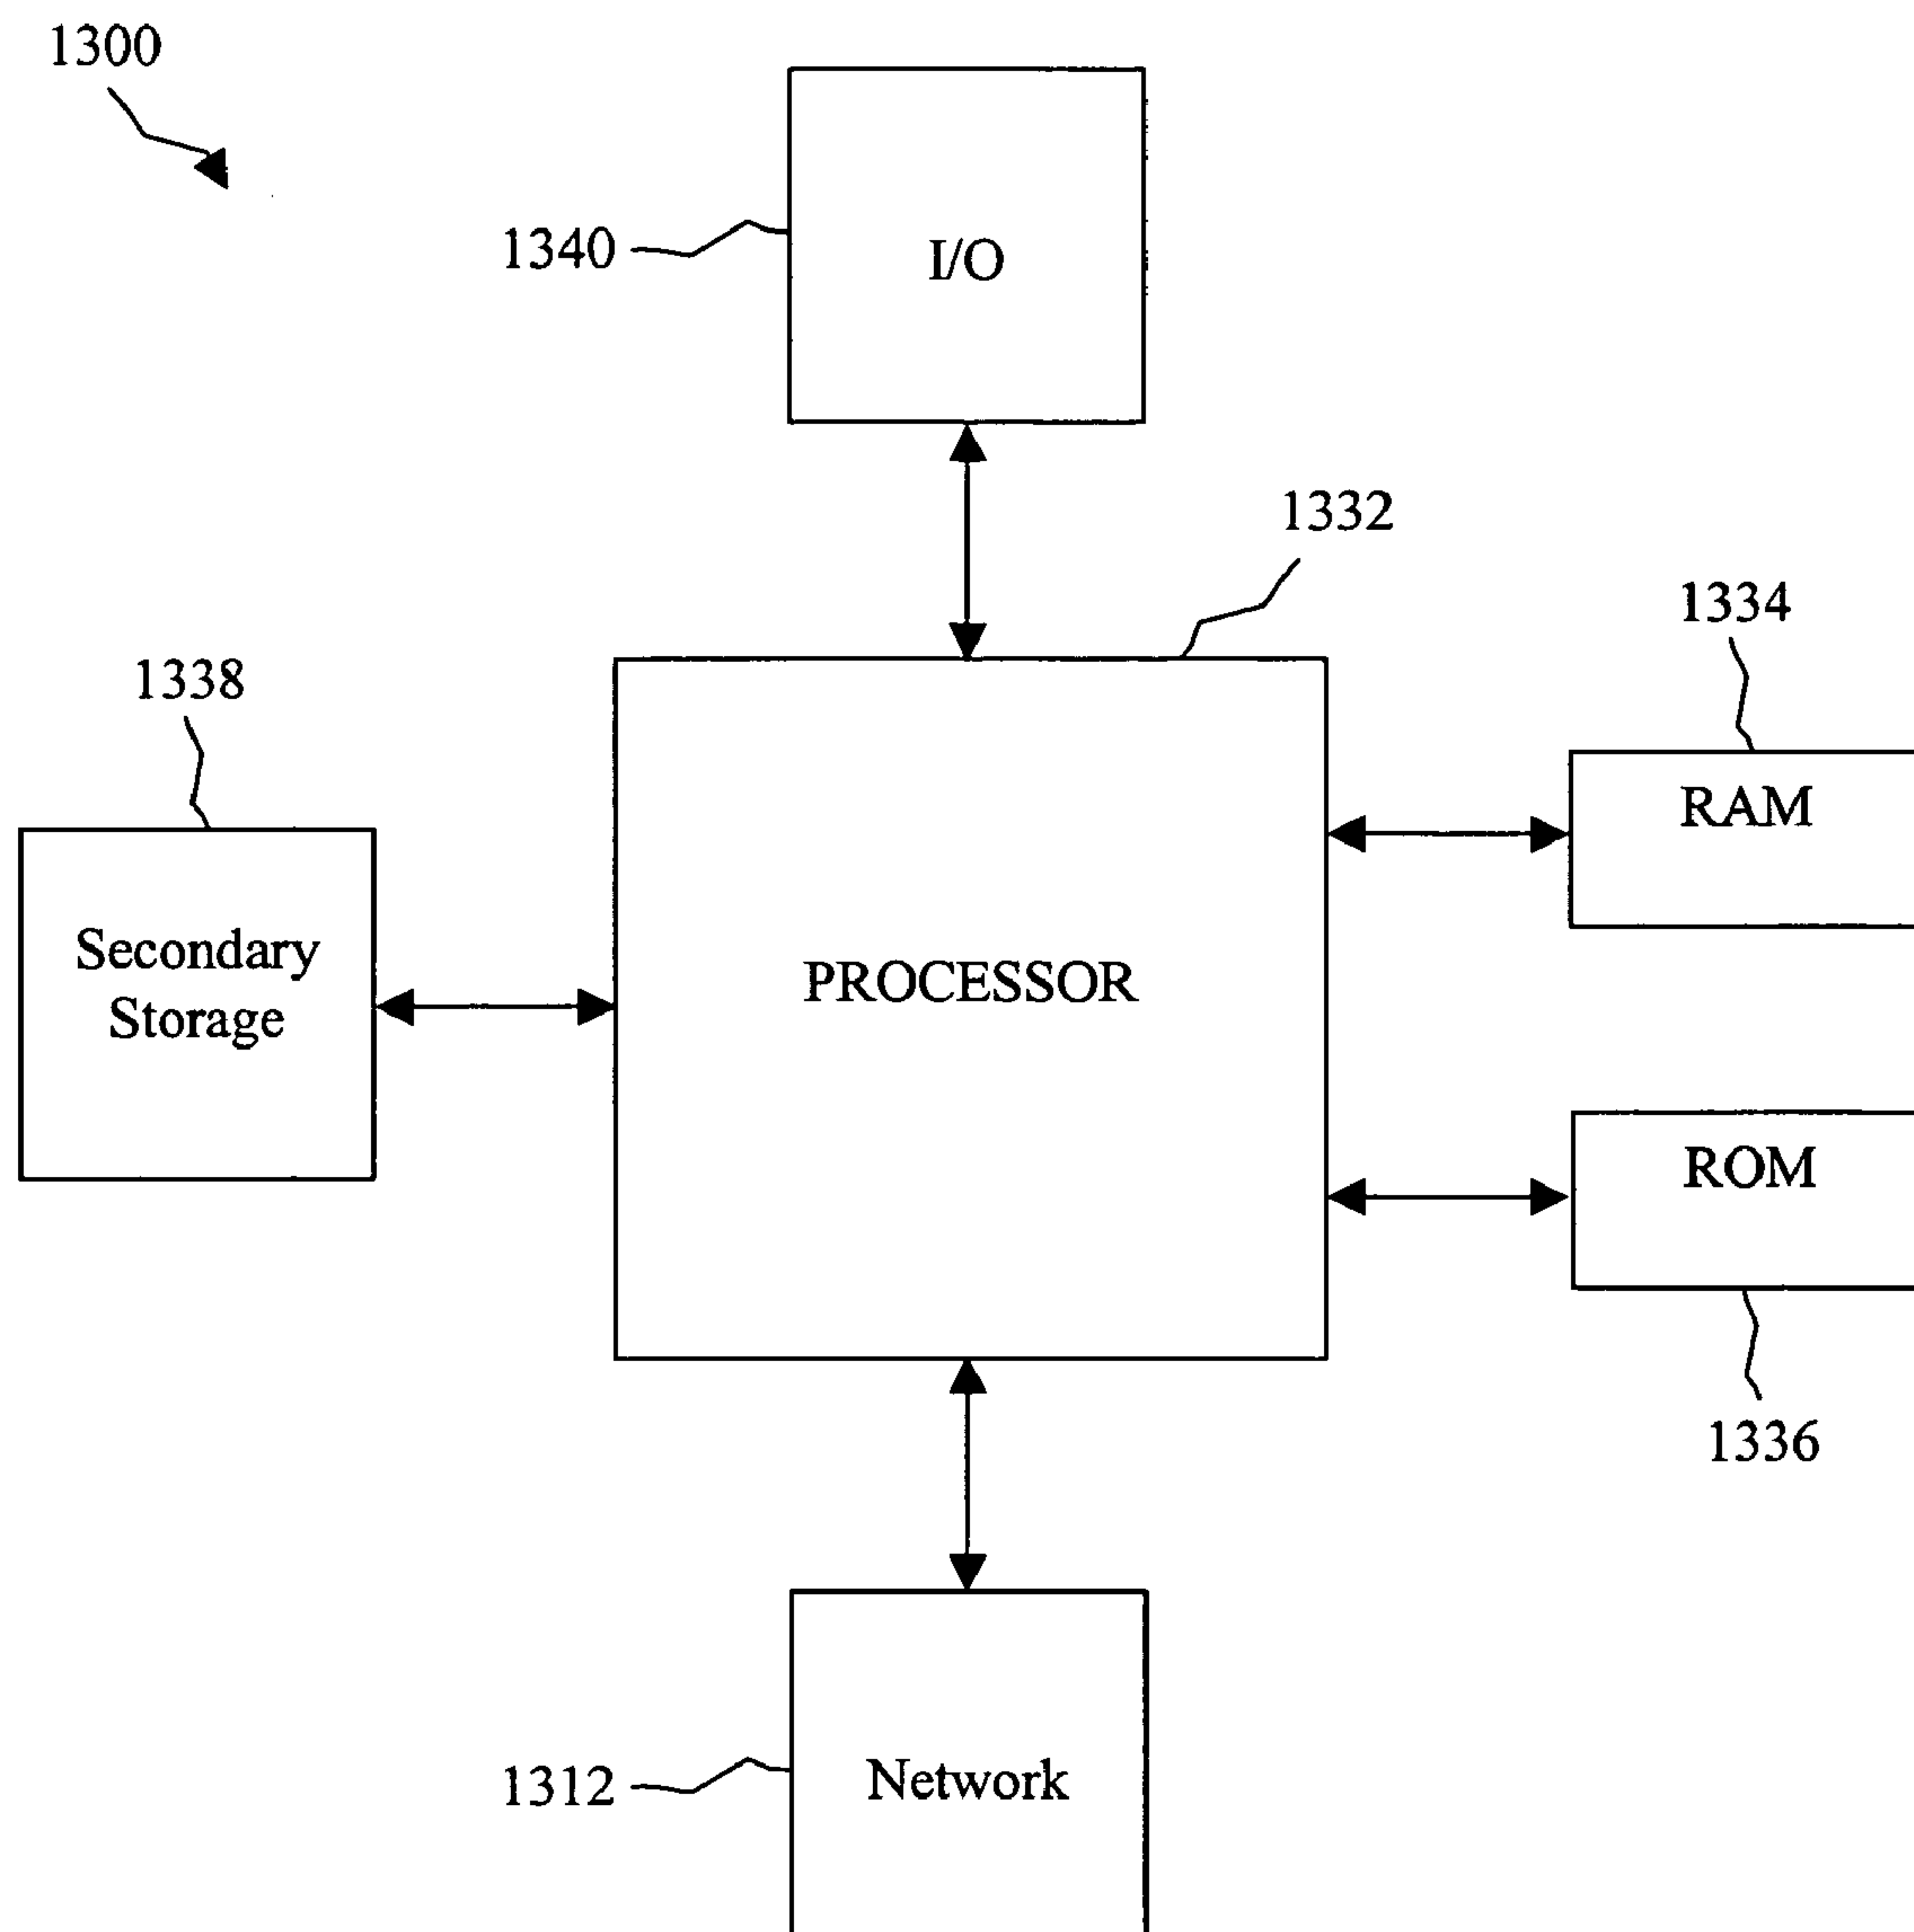 1300
1340
I/O
1332
1334
1338
RAM
Secondary
Storage
PROCESSOR
ROM
1336
1312
Network